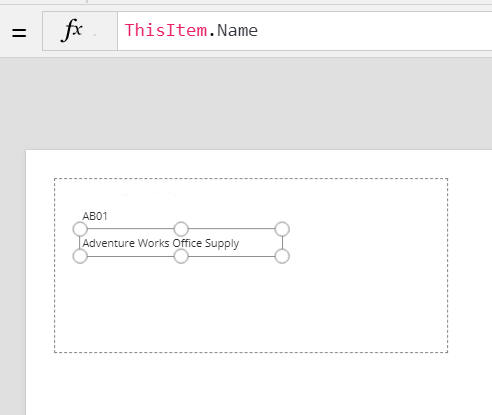 = fx ThisItem.Name
AB01
Adventure Works Office Supply